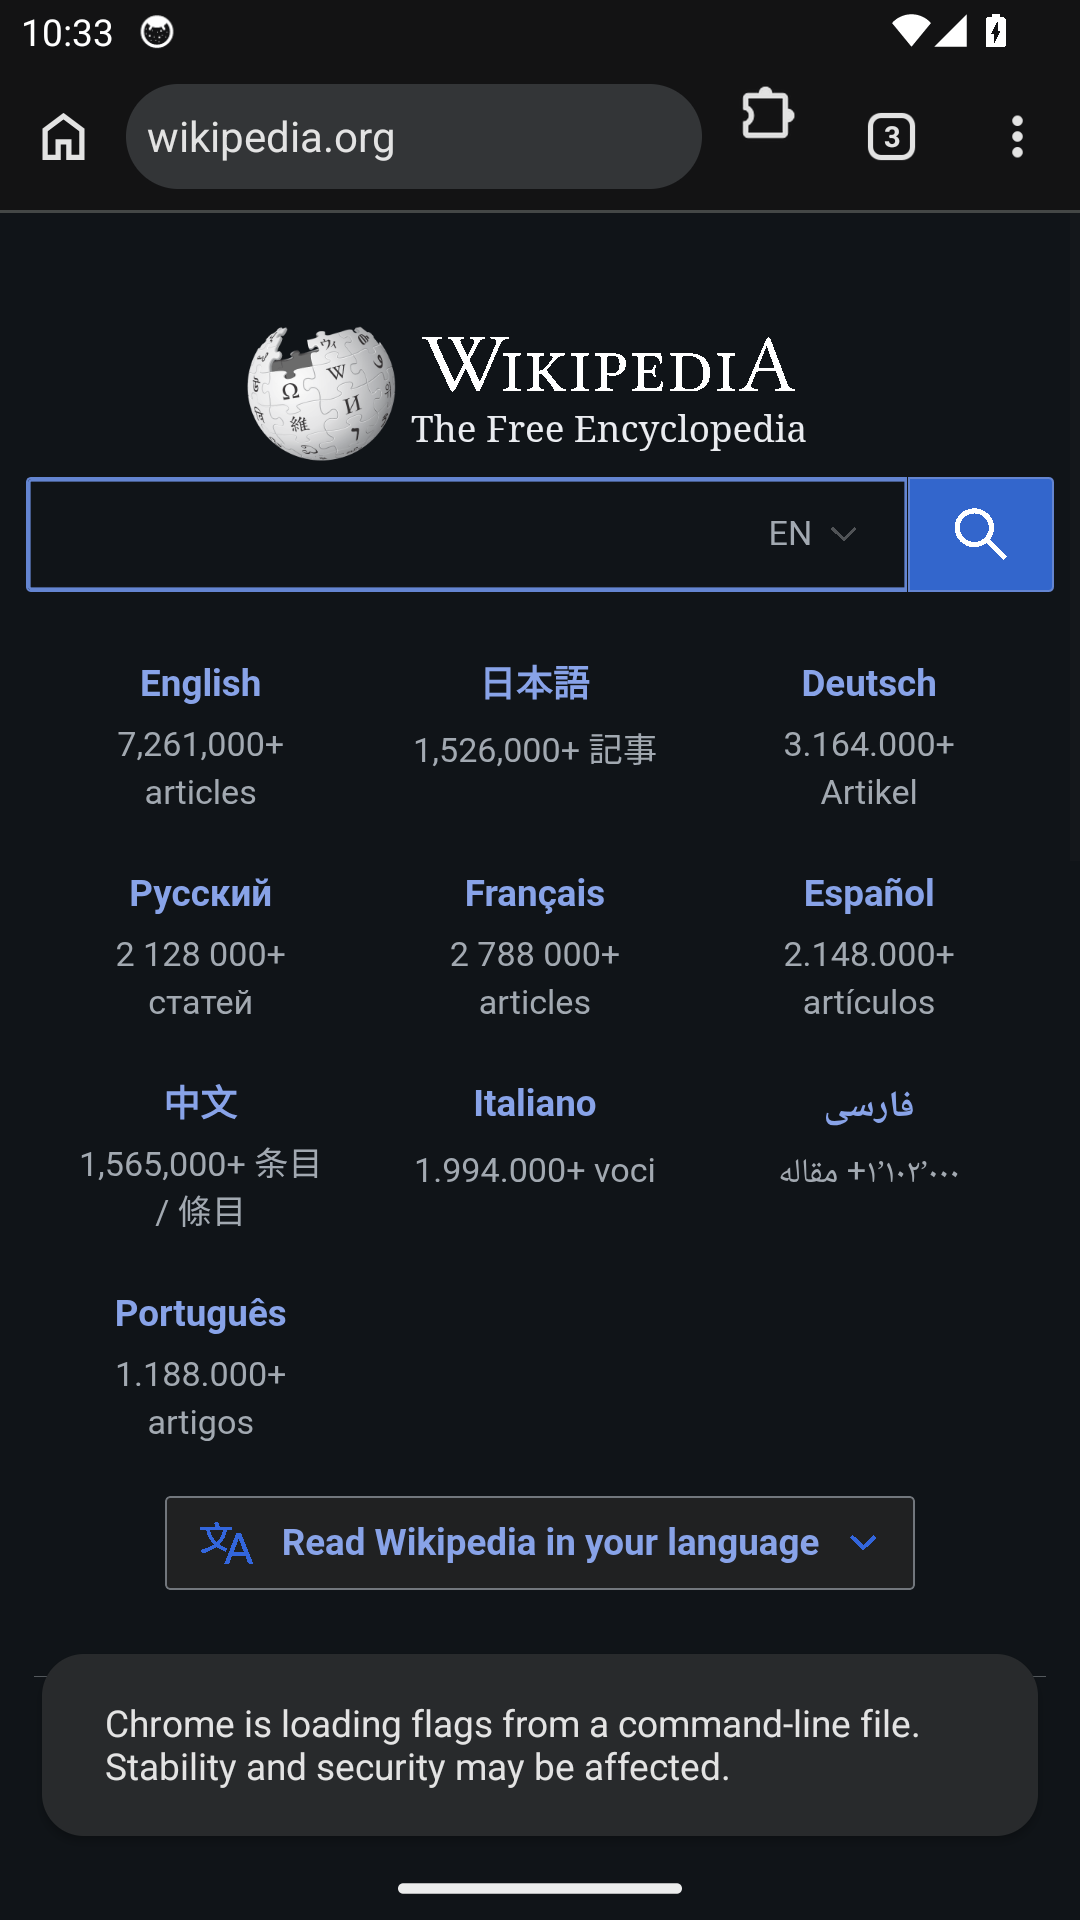 10:33
wikipedia.org
3
WIKIPEDIA
The Free Encyclopedia
EN
English
7,261,000+
articles
日本語
1,526,000+ 記事
Deutsch
3.164.000+
Artikel
Русский
2 128 000+
статей
Français
2 788 000+
articles
Español
2.148.000+
artículos
中文
1,565,000+ 条目
/ 條目
Italiano
1.994.000+ voci
فارسی
۱٬۱۰۲٬۰۰۰+ مقاله
Português
1.188.000+
artigos
Read Wikipedia in your language
Chrome is loading flags from a command-line file.
Stability and security may be affected.